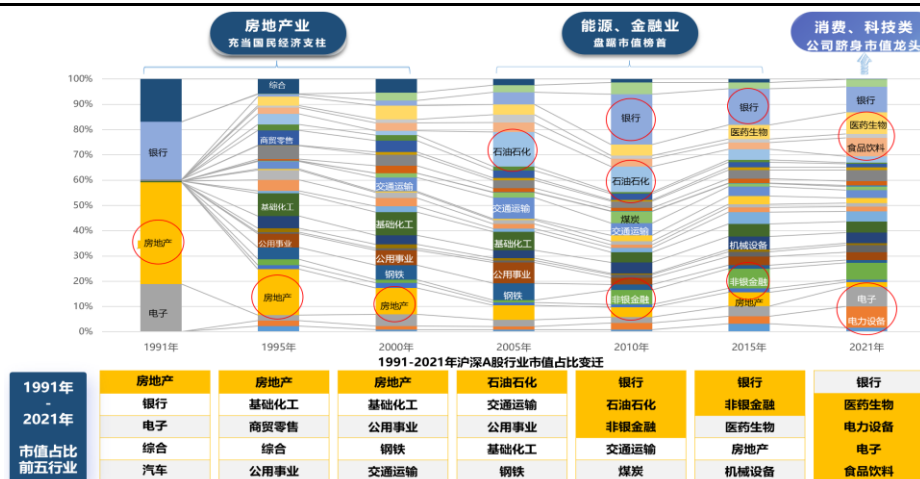 房地产业
充当国民经济支柱
能源、金融业
盘踞市值榜首
消费、科技类
公司跻身市值龙头
100%
90%
80%
70%
60%
50%
40%
30%
20%
10%
0%
银行
房地产
电子
综合
商贸零售
基础化工
公用事业
房地产
交通运输
基础化工
公用事业
钢铁
房地产
石油石化
交通运输
基础化工
公用事业
钢铁
银行
石油石化
煤炭
交通运输
非银金融
银行
医药生物
机械设备
非银金融
房地产
银行
医药生物
食品饮料
电子
电力设备
1991年 1995年 2000年 2005年 2010年 2015年 2021年
1991-2021年沪深A股行业市值占比变迁
1991年
-
2021年
市值占比
前五行业
房地产 房地产 房地产 石油石化 银行 银行 银行
银行 基础化工 基础化工 交通运输 石油石化 非银金融 医药生物
电子 商贸零售 公用事业 公用事业 非银金融 医药生物 电力设备
综合 综合 钢铁 基础化工 交通运输 房地产 电子
汽车 公用事业 交通运输 钢铁 煤炭 机械设备 食品饮料